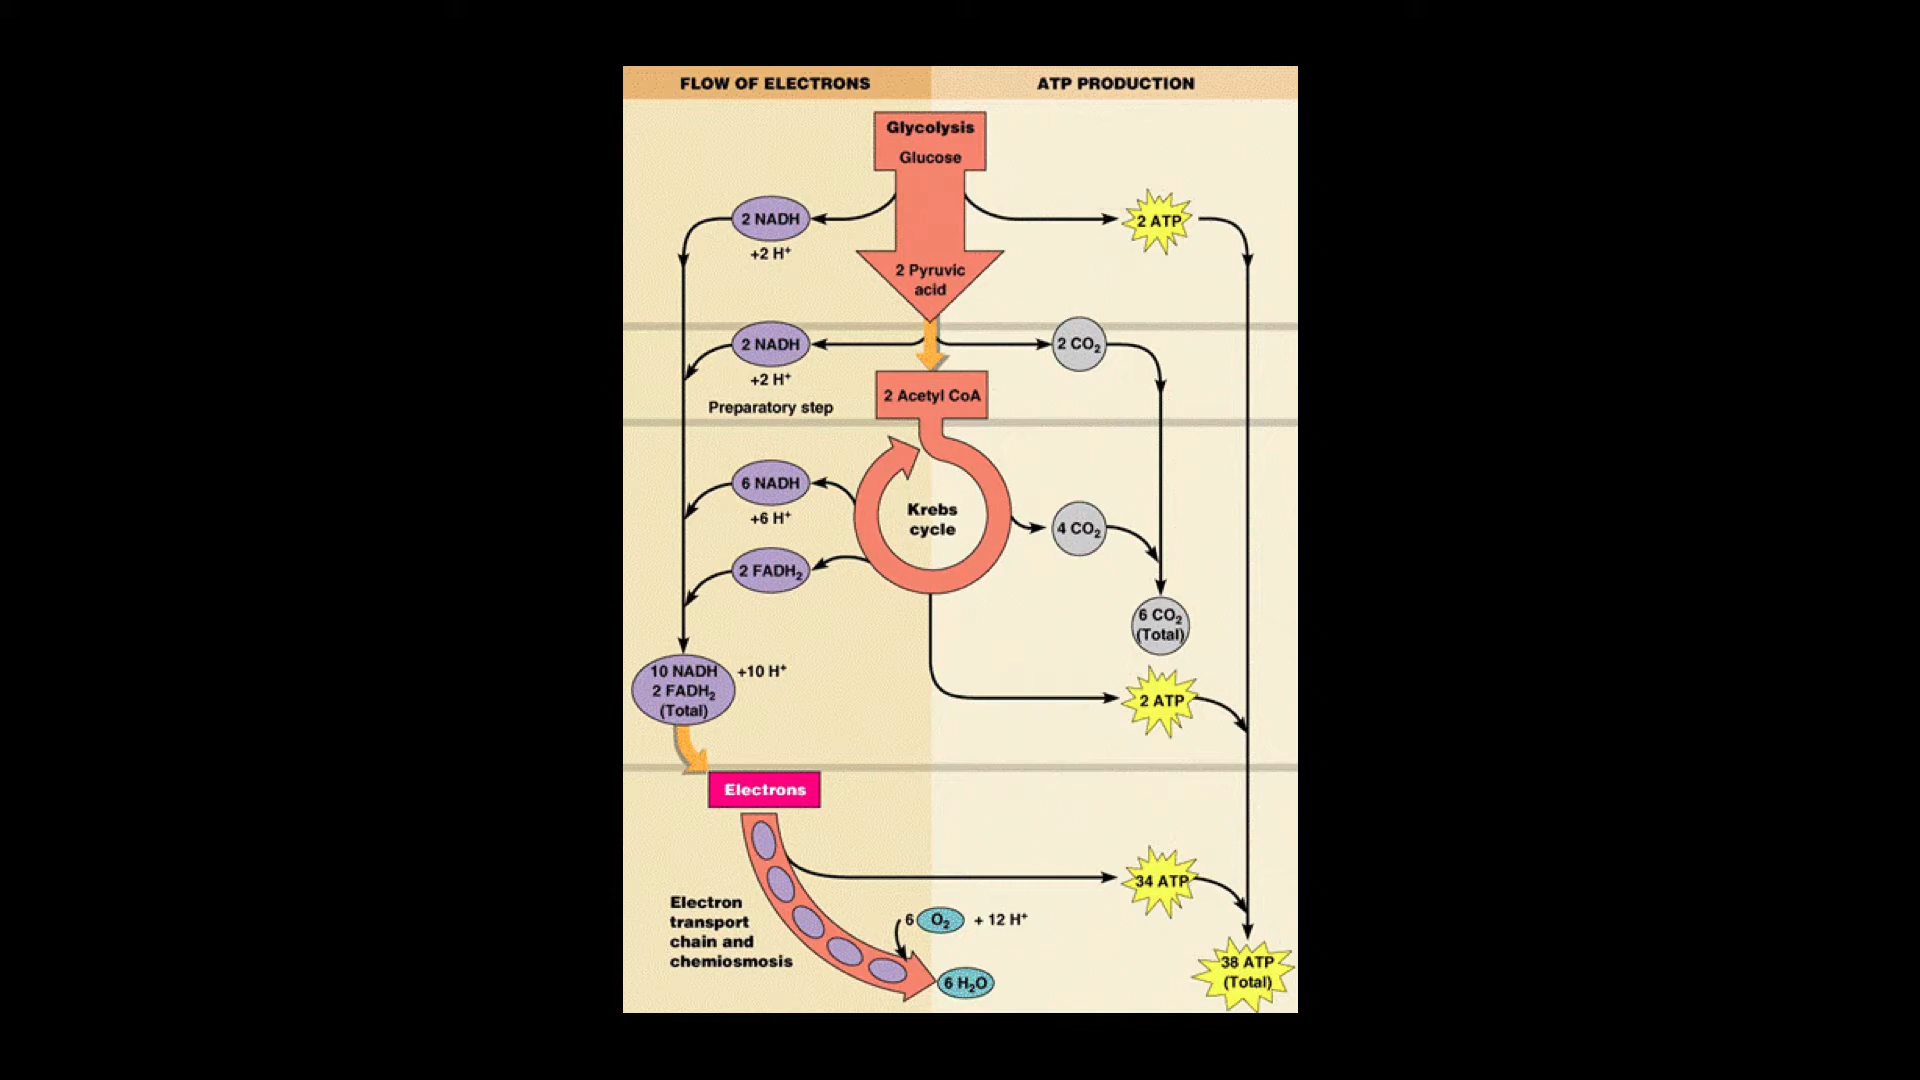 FLOW OF ELECTRONS
ATP PRODUCTION
Glycolysis
Glucose
2 NADH
+2 H⁺
2 ATP
2 Pyruvic
acid
2 NADH
+2 H⁺
2 CO₂
Preparatory step
2 Acetyl CoA
6 NADH
+6 H⁺
Krebs
cycle
4 CO₂
2 FADH₂
6 CO₂
(Total)
10 NADH
2 FADH₂
(Total)
+10 H⁺
2 ATP
Electrons
34 ATP
Electron
transport
chain and
chemiosmosis
6 O₂ + 12 H⁺
6 H₂O
38 ATP
(Total)